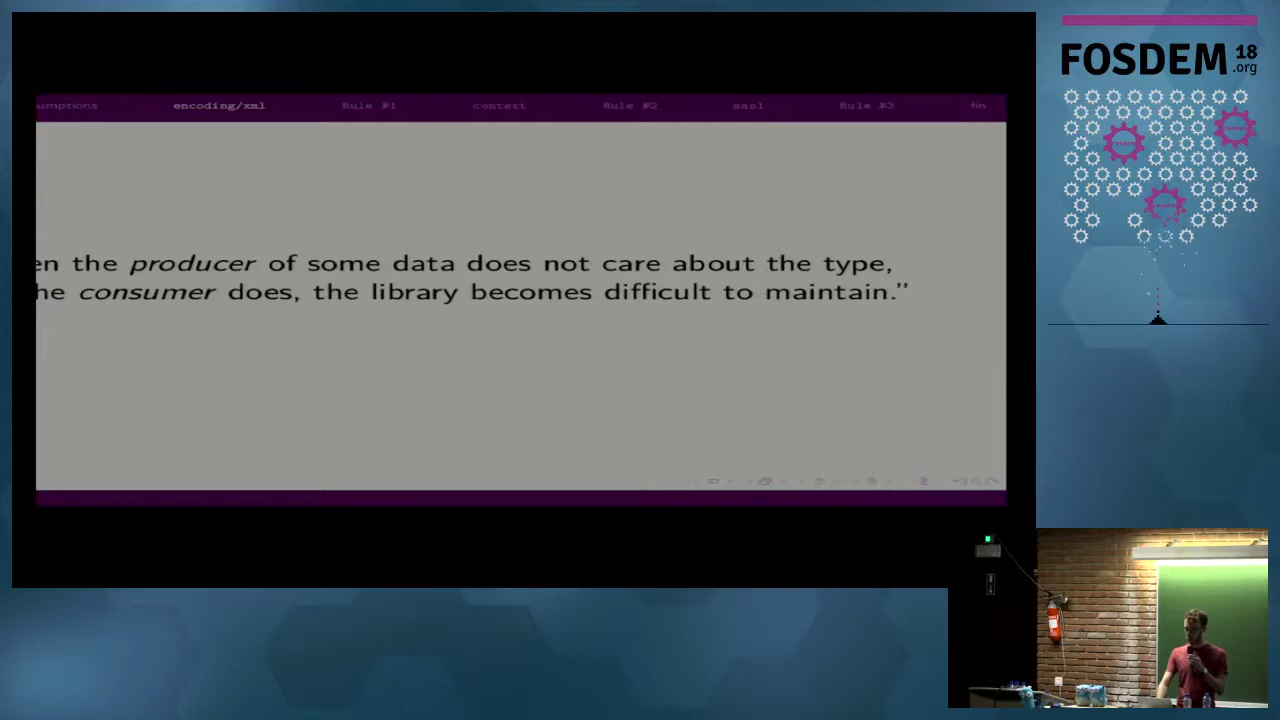 umptions encoding/xml Rule #1 context Rule #2 sasl Rule #3 fin
en the producer of some data does not care about the type,
he consumer does, the library becomes difficult to maintain.”
FOSDEM 18
.org